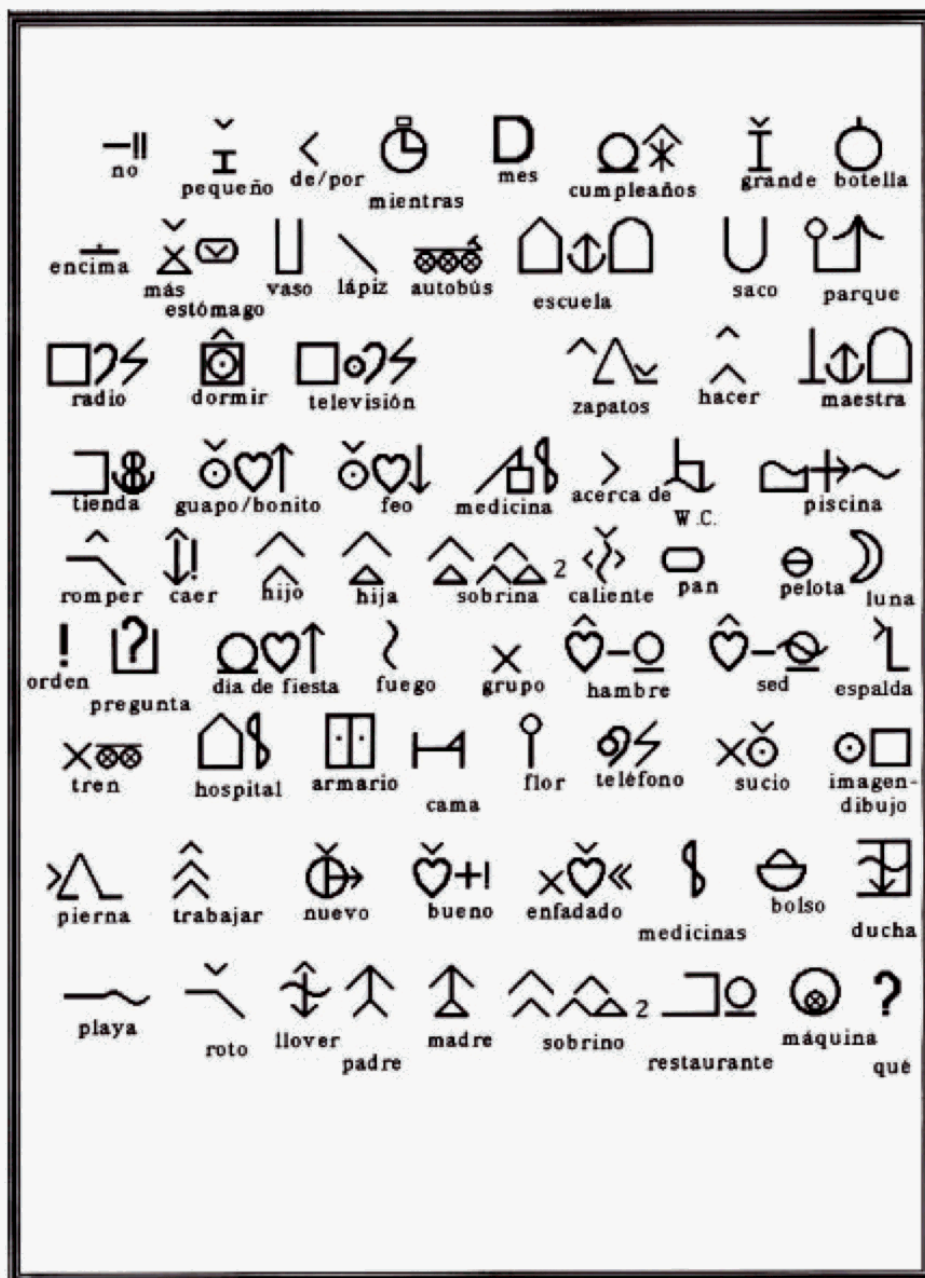 no pequeño de/por mientras mes cumpleaños grande botella
encima más estómago vaso lápiz autobús escuela saco parque
radio dormir televisión zapatos hacer maestra
tienda guapo/bonito feo medicina acerca de W.C. piscina
romper caer hijo hija sobrina 2 caliente pan pelota luna
orden pregunta dia de fiesta fuego grupo hambre sed espalda
tren hospital armario cama flor teléfono sucio imagen-dibujo
pierna trabajar nuevo bueno enfadado medicinas bolso ducha
playa roto llover padre madre sobrino 2 restaurante máquina qué